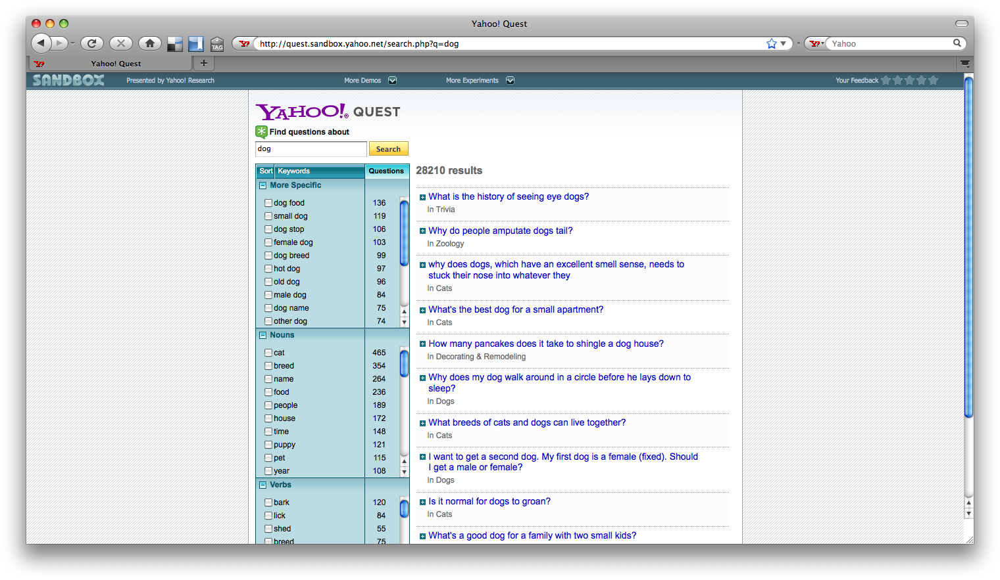 Yahoo! Quest
TAG
http://quest.sandbox.yahoo.net/search.php?q=dog
Yahoo
Yahoo! Quest
SANDBOX
Presented by Yahoo! Research
More Demos
More Experiments
Your Feedback
YAHOO!® QUEST
Find questions about
dog
Search
Sort
Keywords
Questions
More Specific
dog food 136
small dog 119
dog stop 106
female dog 103
dog breed 99
hot dog 97
old dog 96
male dog 84
dog name 75
other dog 74
Nouns
cat 465
breed 354
name 264
food 236
people 189
house 172
time 148
puppy 121
pet 115
year 108
Verbs
bark 120
lick 84
shed 55
breed 75
28210 results
What is the history of seeing eye dogs?
In Trivia
Why do people amputate dogs tail?
In Zoology
why does dogs, which have an excellent smell sense, needs to
stuck their nose into whatever they
In Cats
What's the best dog for a small apartment?
In Cats
How many pancakes does it take to shingle a dog house?
In Decorating & Remodeling
Why does my dog walk around in a circle before he lays down to
sleep?
In Dogs
What breeds of cats and dogs can live together?
In Cats
I want to get a second dog. My first dog is a female (fixed). Should
I get a male or female?
In Dogs
Is it normal for dogs to groan?
In Cats
What's a good dog for a family with two small kids?